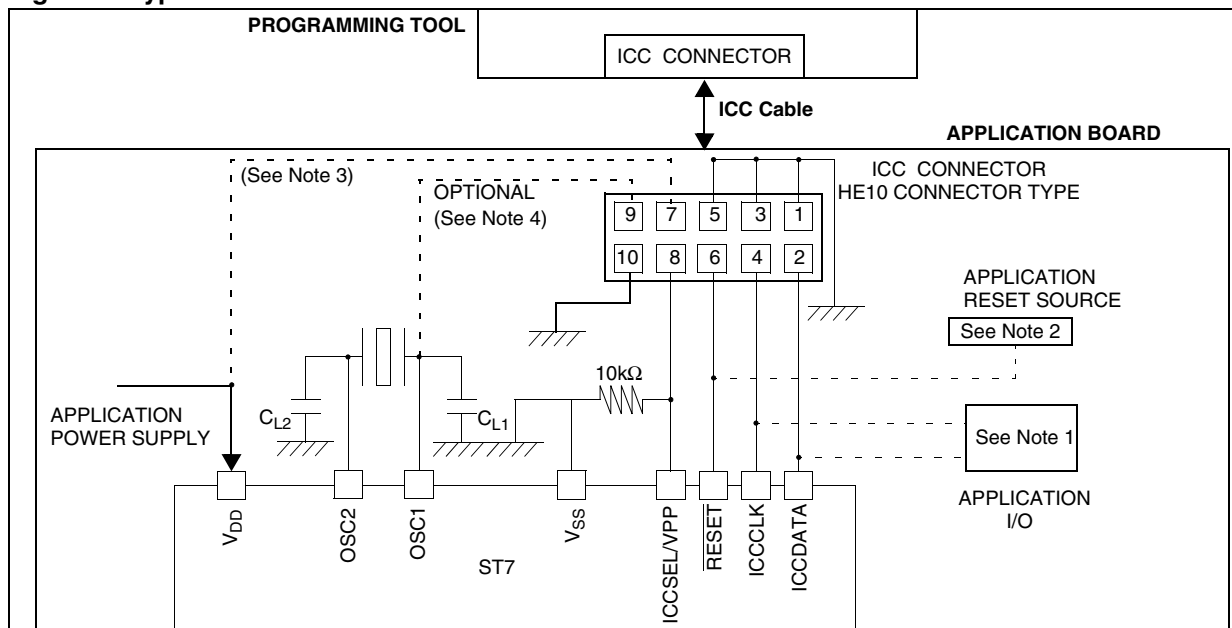 PROGRAMMING TOOL
ICC CONNECTOR
ICC Cable
APPLICATION BOARD
(See Note 3)
OPTIONAL
(See Note 4)
ICC CONNECTOR
HE10 CONNECTOR TYPE
9 7 5 3 1
10 8 6 4 2
APPLICATION
RESET SOURCE
See Note 2
10kΩ
APPLICATION
POWER SUPPLY
CL2
CL1
See Note 1
APPLICATION
I/O
VDD
OSC2
OSC1
VSS
ICCSEL/VPP
RESET
ICCCLK
ICCDATA
ST7